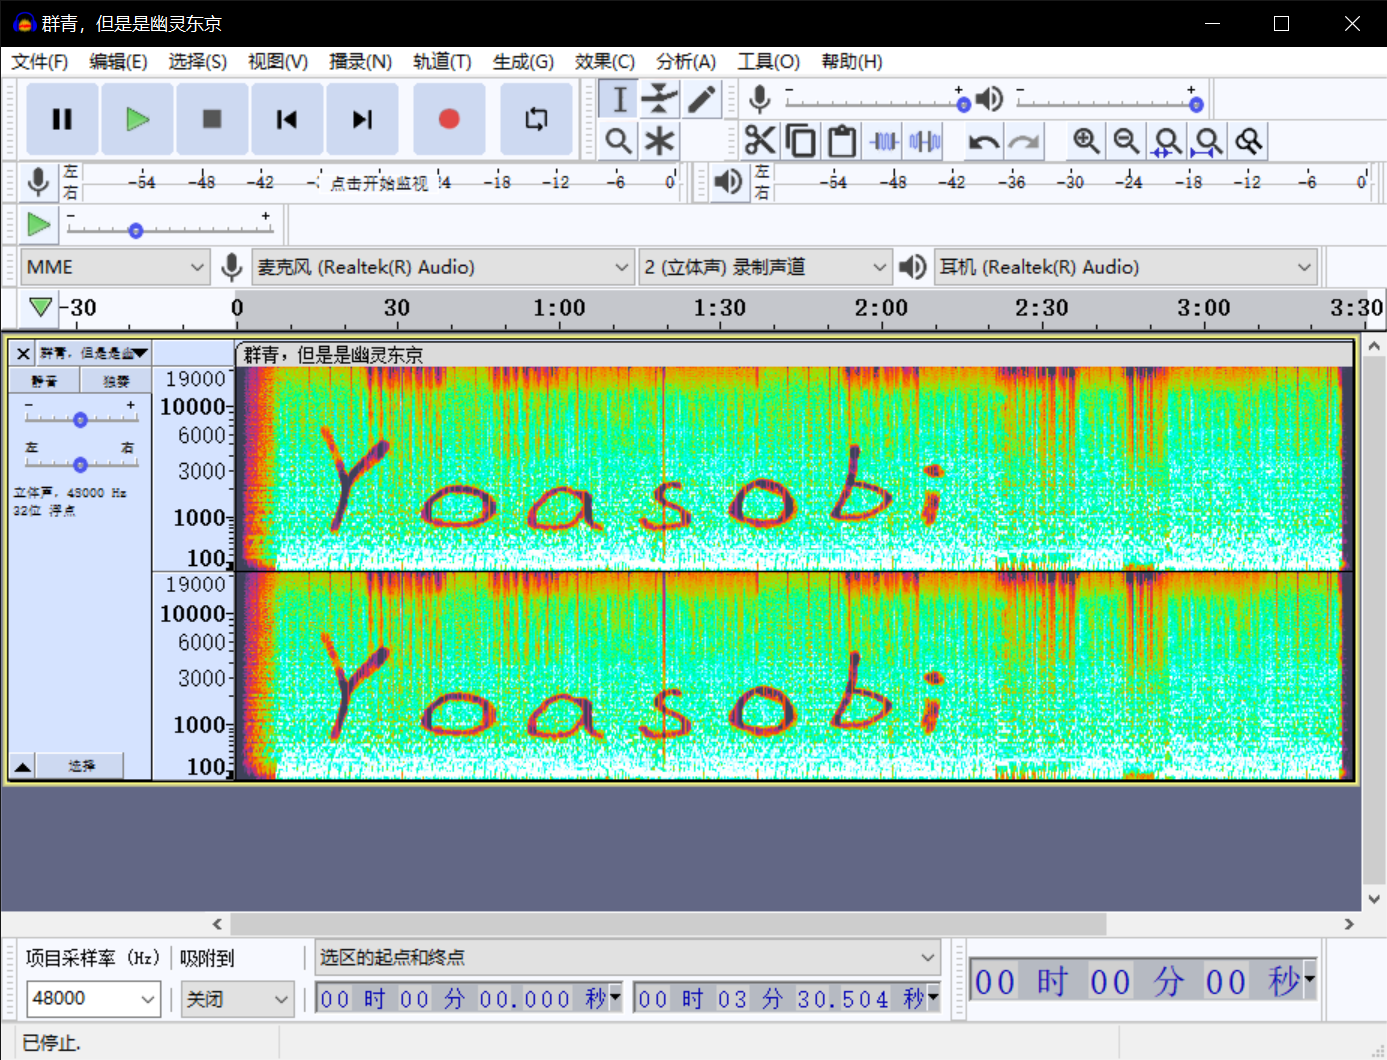 群青，但是是幽灵东京
文件(F) 编辑(E) 选择(S) 视图(V) 播录(N) 轨道(T) 生成(G) 效果(C) 分析(A) 工具(O) 帮助(H)
- + - +
左 右 -54 -48 -42 -3 点击开始监视 !4 -18 -12 -6 0 左 右 -54 -48 -42 -36 -30 -24 -18 -12 -6 0
- +
MME 麦克风 (Realtek(R) Audio) 2 (立体声) 录制声道 耳机 (Realtek(R) Audio)
-30 0 30 1:00 1:30 2:00 2:30 3:00 3:30
群青，但是是幽 群青，但是是幽灵东京
静音 独奏
- +
左 右
立体声, 48000 Hz
32位 浮点
19000
10000
6000
3000
1000
100
Yoasobi
19000
10000
6000
3000
1000
100
Yoasobi
选择
项目采样率 (Hz) 吸附到 选区的起点和终点
48000 关闭 00 时 00 分 00.000 秒 00 时 03 分 30.504 秒 00 时 00 分 00 秒
已停止.